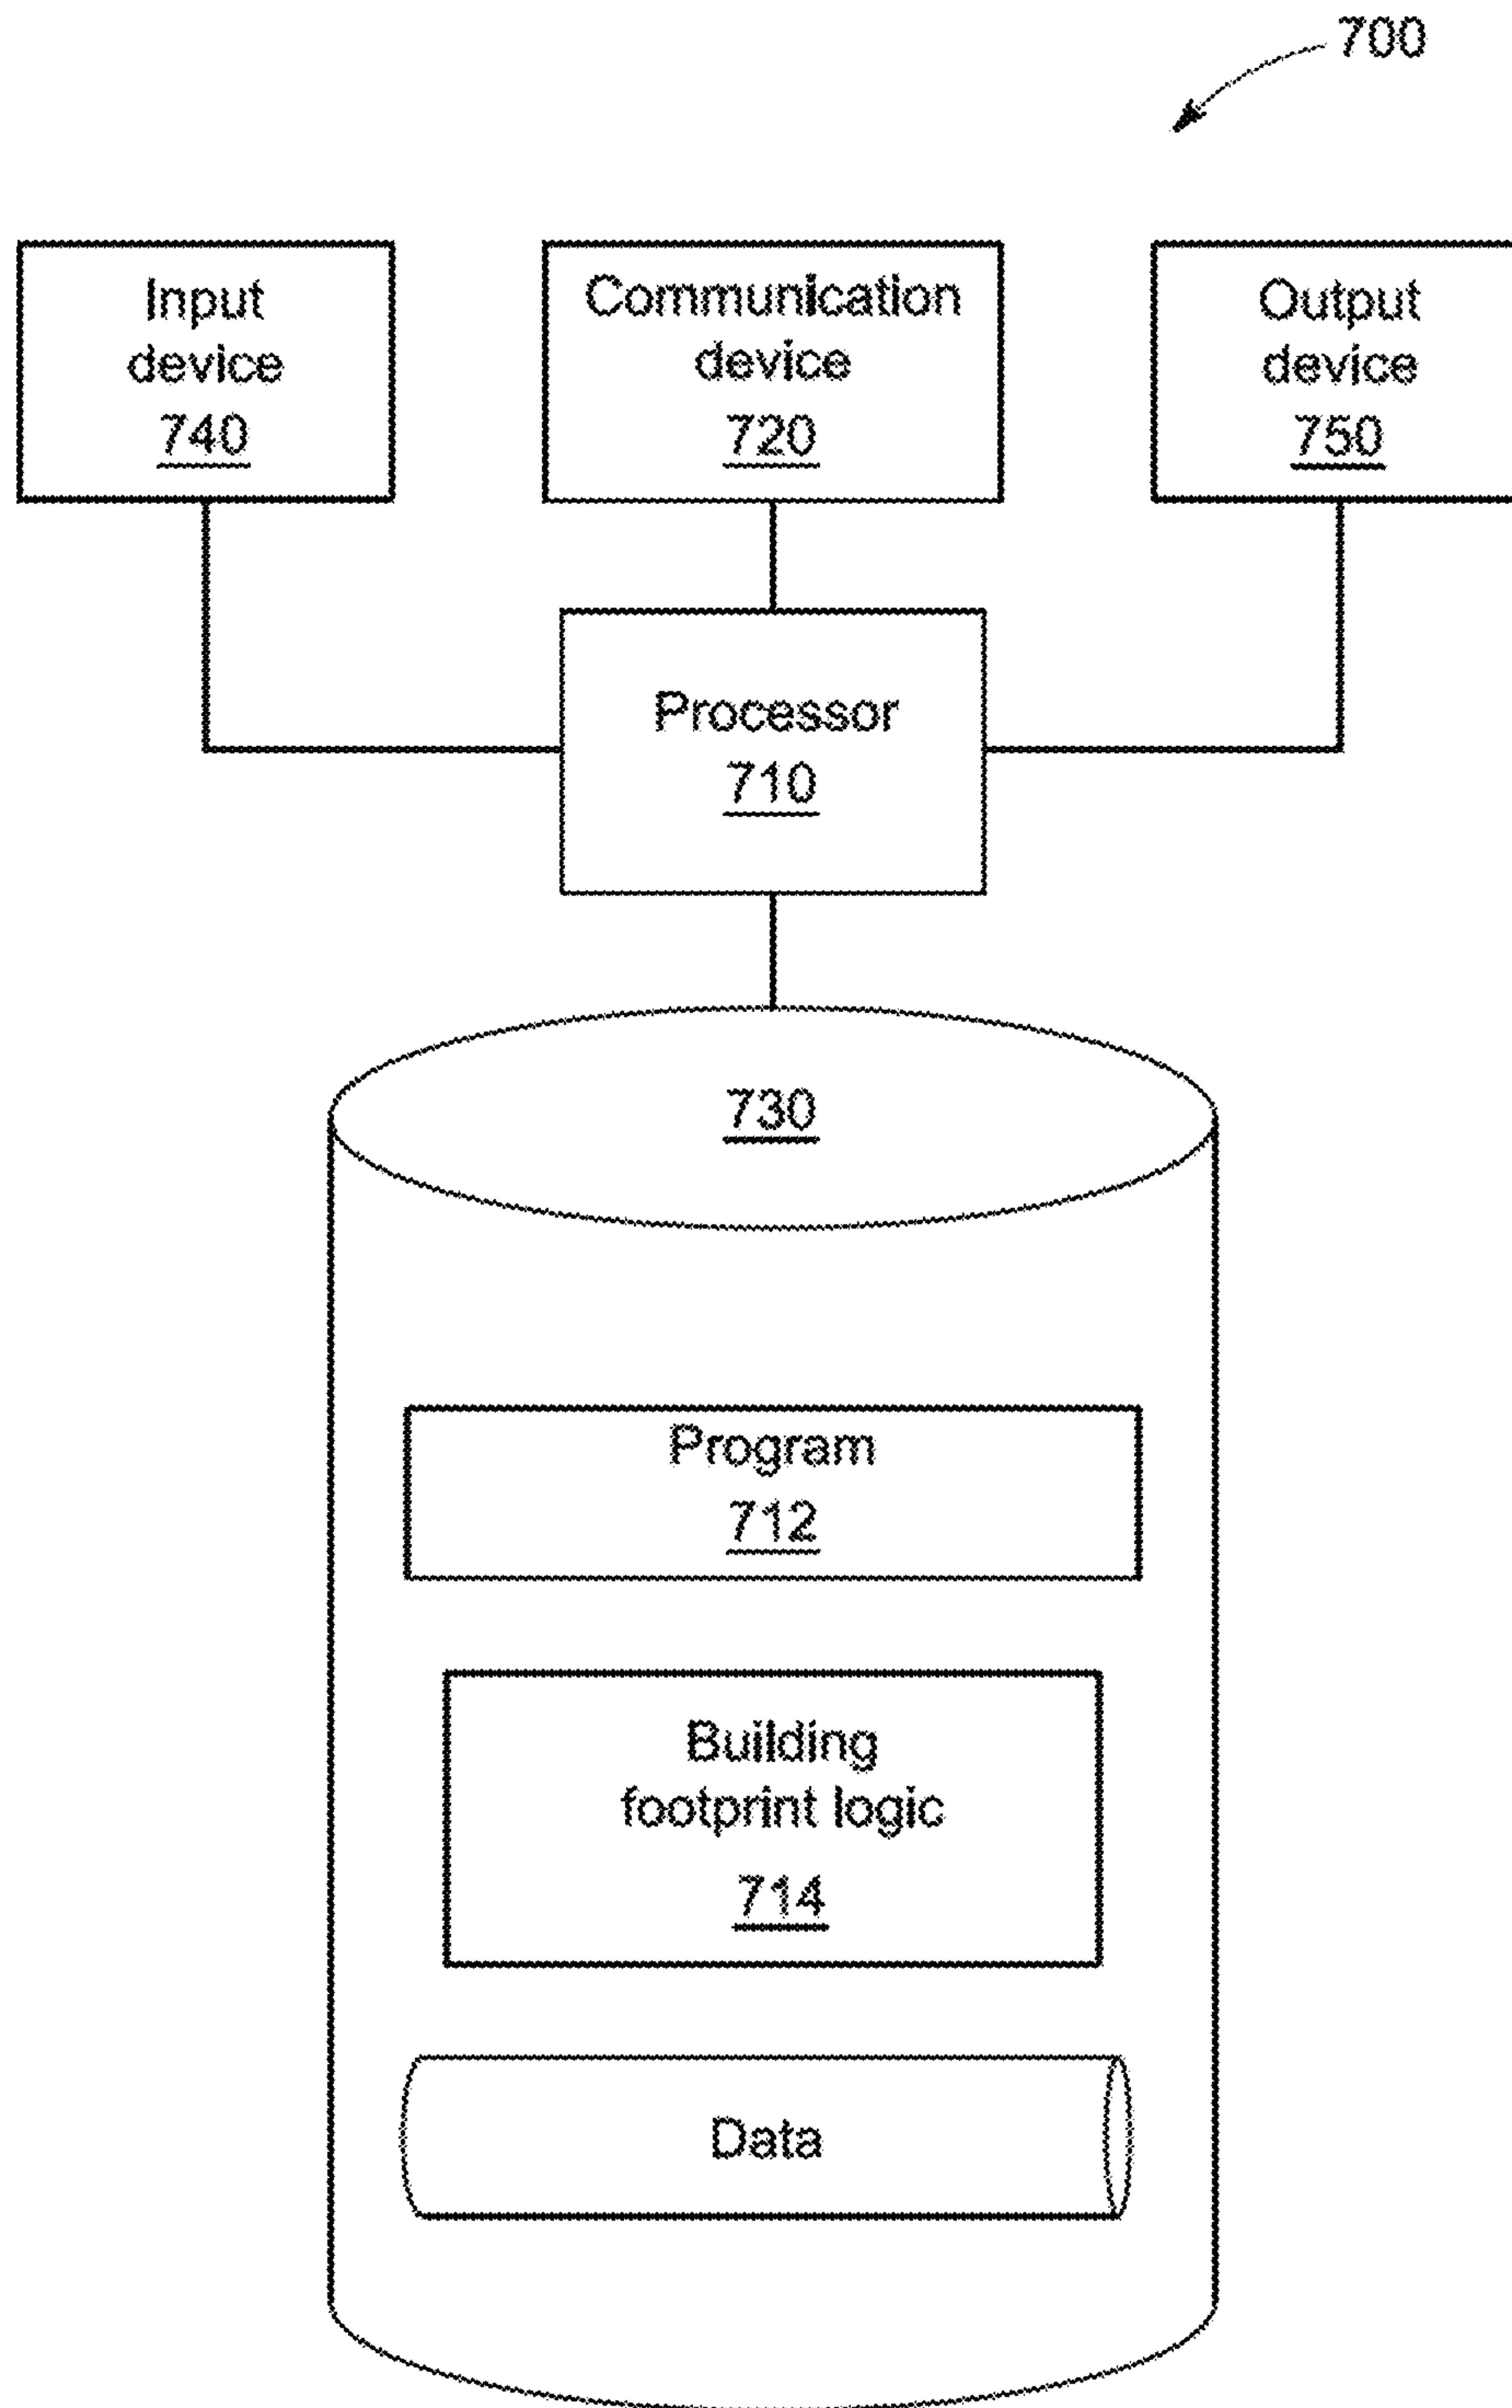 700
Input
device
740
Communication
device
720
Output
device
750
Processor
710
730
Program
712
Building
footprint logic
714
Data